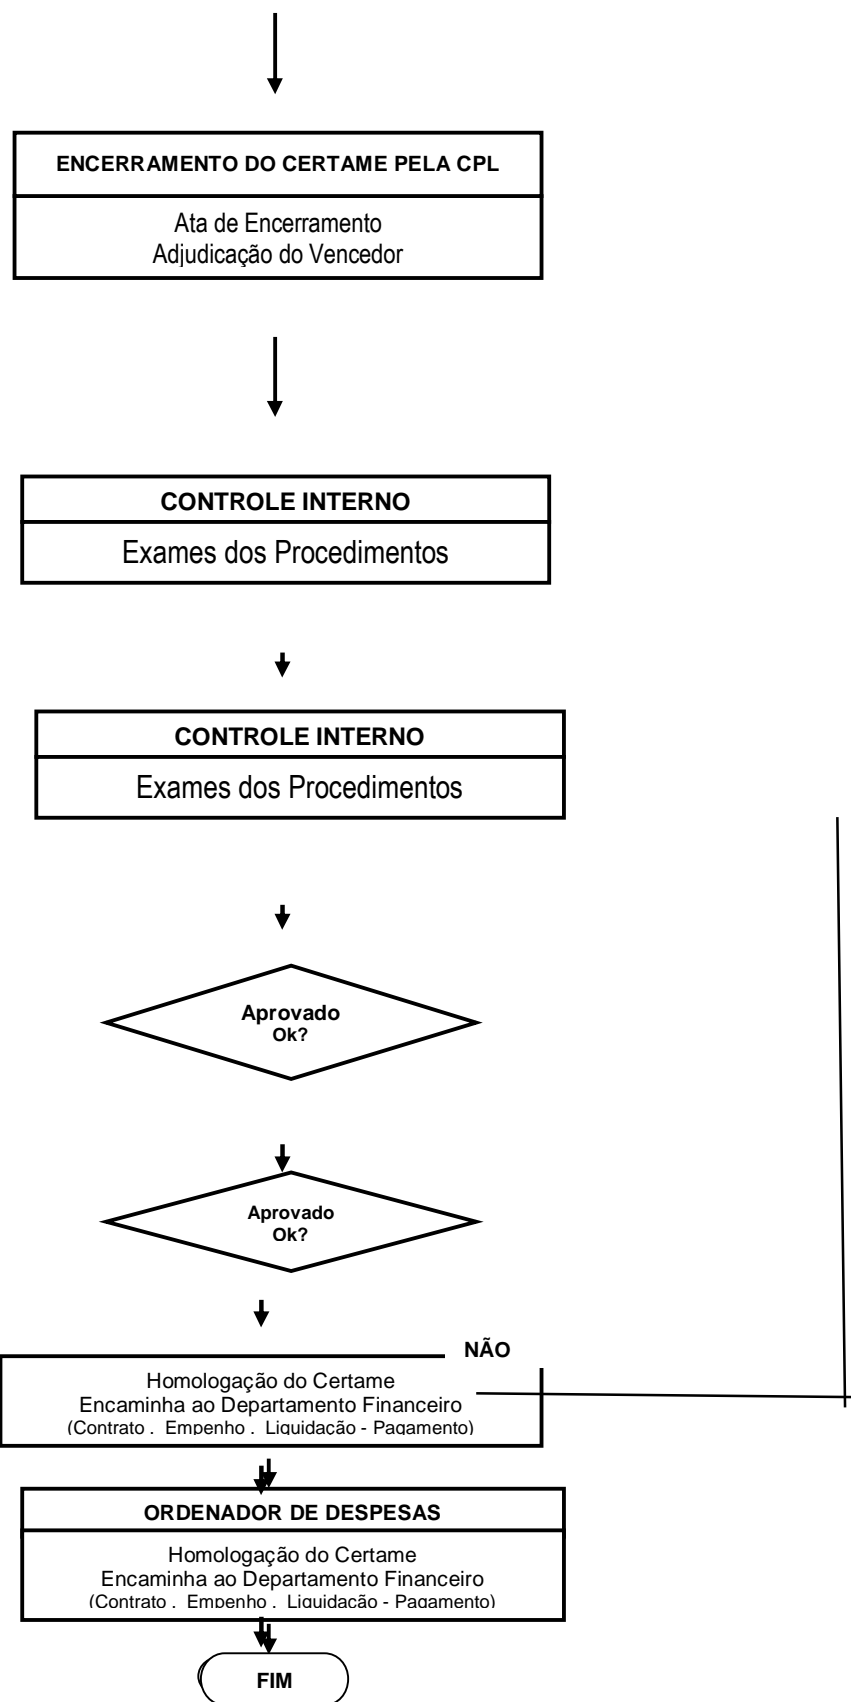 ENCERRAMENTO DO CERTAME PELA CPL
Ata de Encerramento
Adjudicação do Vencedor
CONTROLE INTERNO
Exames dos Procedimentos
CONTROLE INTERNO
Exames dos Procedimentos
Aprovado
Ok?
Aprovado
Ok?
NÃO
Homologação do Certame
Encaminha ao Departamento Financeiro
(Contrato . Empenho . Liquidação - Pagamento)
ORDENADOR DE DESPESAS
Homologação do Certame
Encaminha ao Departamento Financeiro
(Contrato . Empenho . Liquidação - Pagamento)
FIM